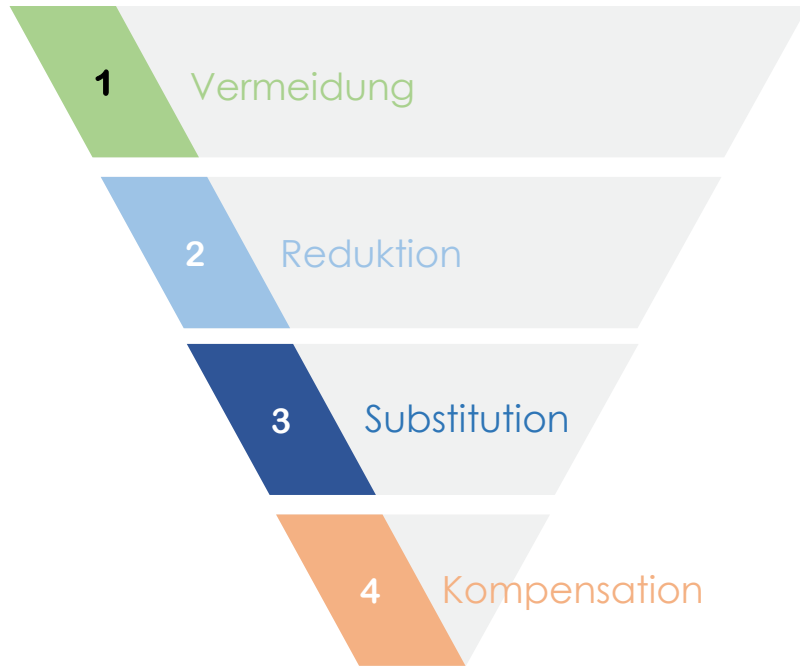 1 Vermeidung
2 Reduktion
3 Substitution
4 Kompensation